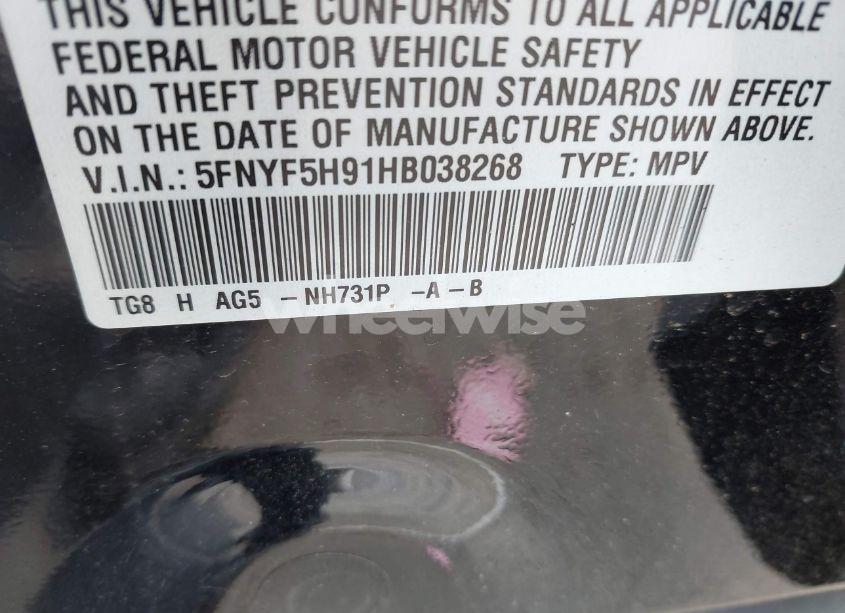 THIS VEHICLE CONFORMS TO ALL APPLICABLE
FEDERAL MOTOR VEHICLE SAFETY
AND THEFT PREVENTION STANDARDS IN EFFECT
ON THE DATE OF MANUFACTURE SHOWN ABOVE.
V.I.N.: 5FNYF5H91HB038268 TYPE: MPV
TG8 H AG5 -NH731P -A-B
wheelwise